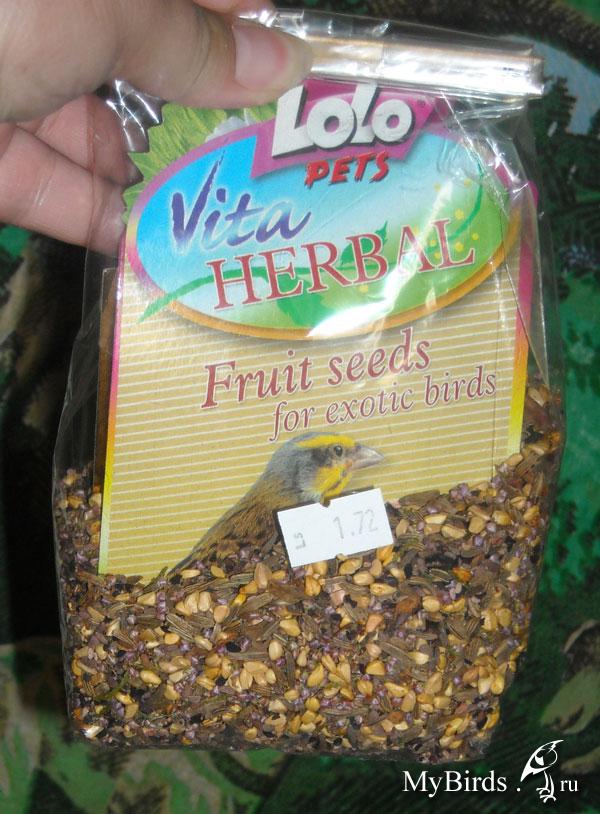 LOLO
PETS
Vita
HERBAL
Fruit seeds
for exotic birds
1.72
MyBirds.ru